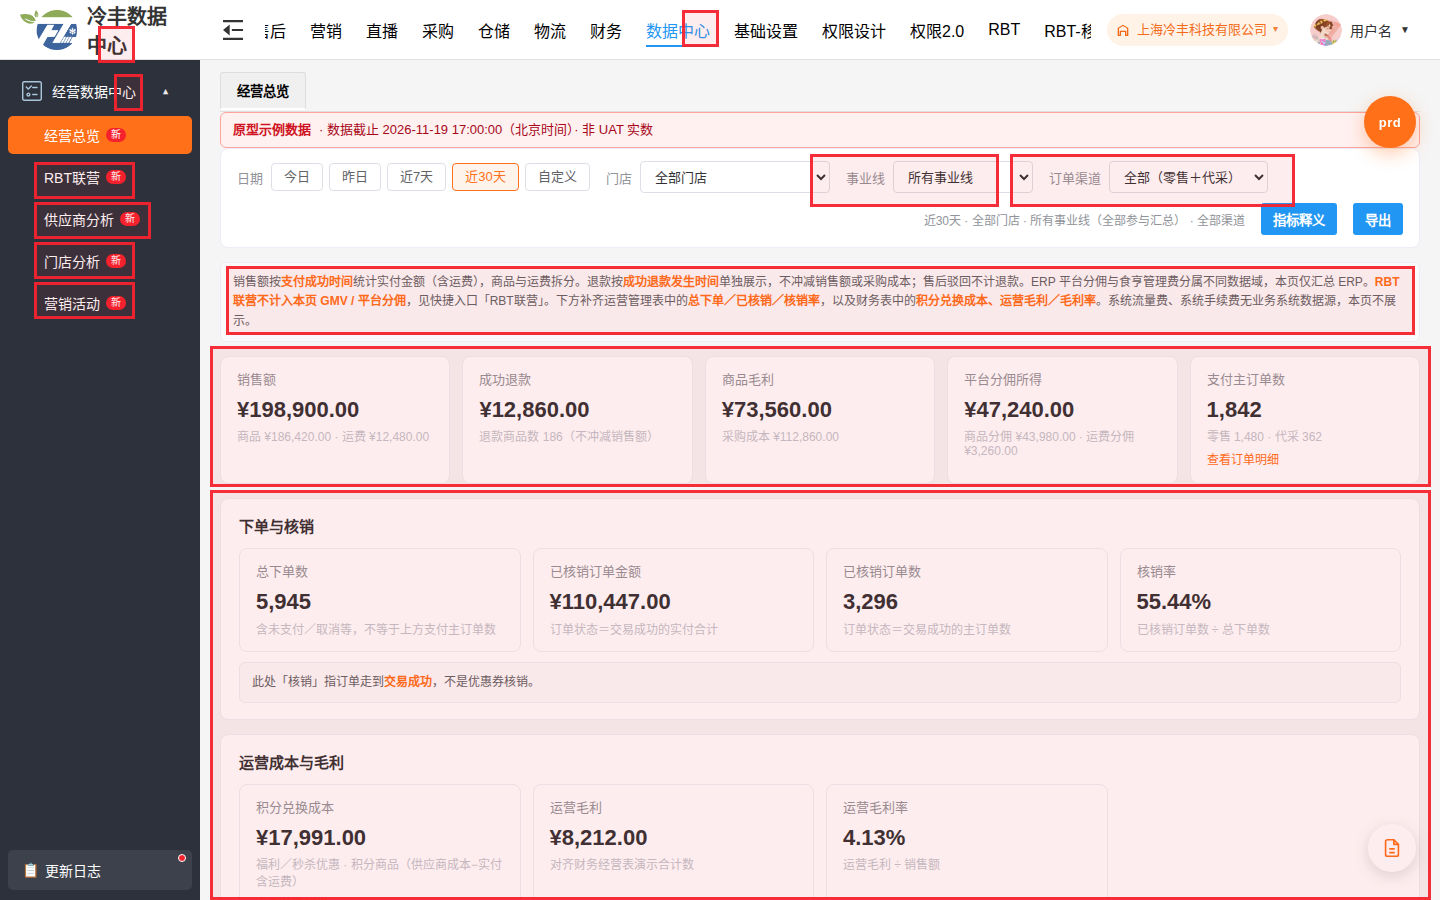 冷丰数据
中心
售后 营销 直播 采购 仓储 物流 财务 数据中心 基础设置 权限设计 权限2.0 RBT RBT-移
上海冷丰科技有限公司 ▾
用户名 ▼
经营数据中心 ▲
经营总览 新
RBT联营 新
供应商分析 新
门店分析 新
营销活动 新
📋 更新日志
经营总览
prd
原型示例数据 · 数据截止 2026-11-19 17:00:00（北京时间）· 非 UAT 实数
日期 今日 昨日 近7天 近30天 自定义 门店 全部门店 事业线 所有事业线 订单渠道 全部（零售＋代采）
近30天 · 全部门店 · 所有事业线（全部参与汇总） · 全部渠道 指标释义 导出
销售额按支付成功时间统计实付金额（含运费），商品与运费拆分。退款按成功退款发生时间单独展示，不冲减销售额或采购成本；售后驳回不计退款。ERP 平台分佣与食亨管理费分属不同数据域，本页仅汇总 ERP。RBT
联营不计入本页 GMV / 平台分佣，见快捷入口「RBT联营」。下方补齐运营管理表中的总下单／已核销／核销率，以及财务表中的积分兑换成本、运营毛利／毛利率。系统流量费、系统手续费无业务系统数据源，本页不展
示。
销售额
¥198,900.00
商品 ¥186,420.00 · 运费 ¥12,480.00
成功退款
¥12,860.00
退款商品数 186（不冲减销售额）
商品毛利
¥73,560.00
采购成本 ¥112,860.00
平台分佣所得
¥47,240.00
商品分佣 ¥43,980.00 · 运费分佣
¥3,260.00
支付主订单数
1,842
零售 1,480 · 代采 362
查看订单明细
下单与核销
总下单数
5,945
含未支付／取消等，不等于上方支付主订单数
已核销订单金额
¥110,447.00
订单状态＝交易成功的实付合计
已核销订单数
3,296
订单状态＝交易成功的主订单数
核销率
55.44%
已核销订单数 ÷ 总下单数
此处「核销」指订单走到交易成功，不是优惠券核销。
运营成本与毛利
积分兑换成本
¥17,991.00
福利／秒杀优惠 · 积分商品（供应商成本−实付
含运费）
运营毛利
¥8,212.00
对齐财务经营表演示合计数
运营毛利率
4.13%
运营毛利 ÷ 销售额